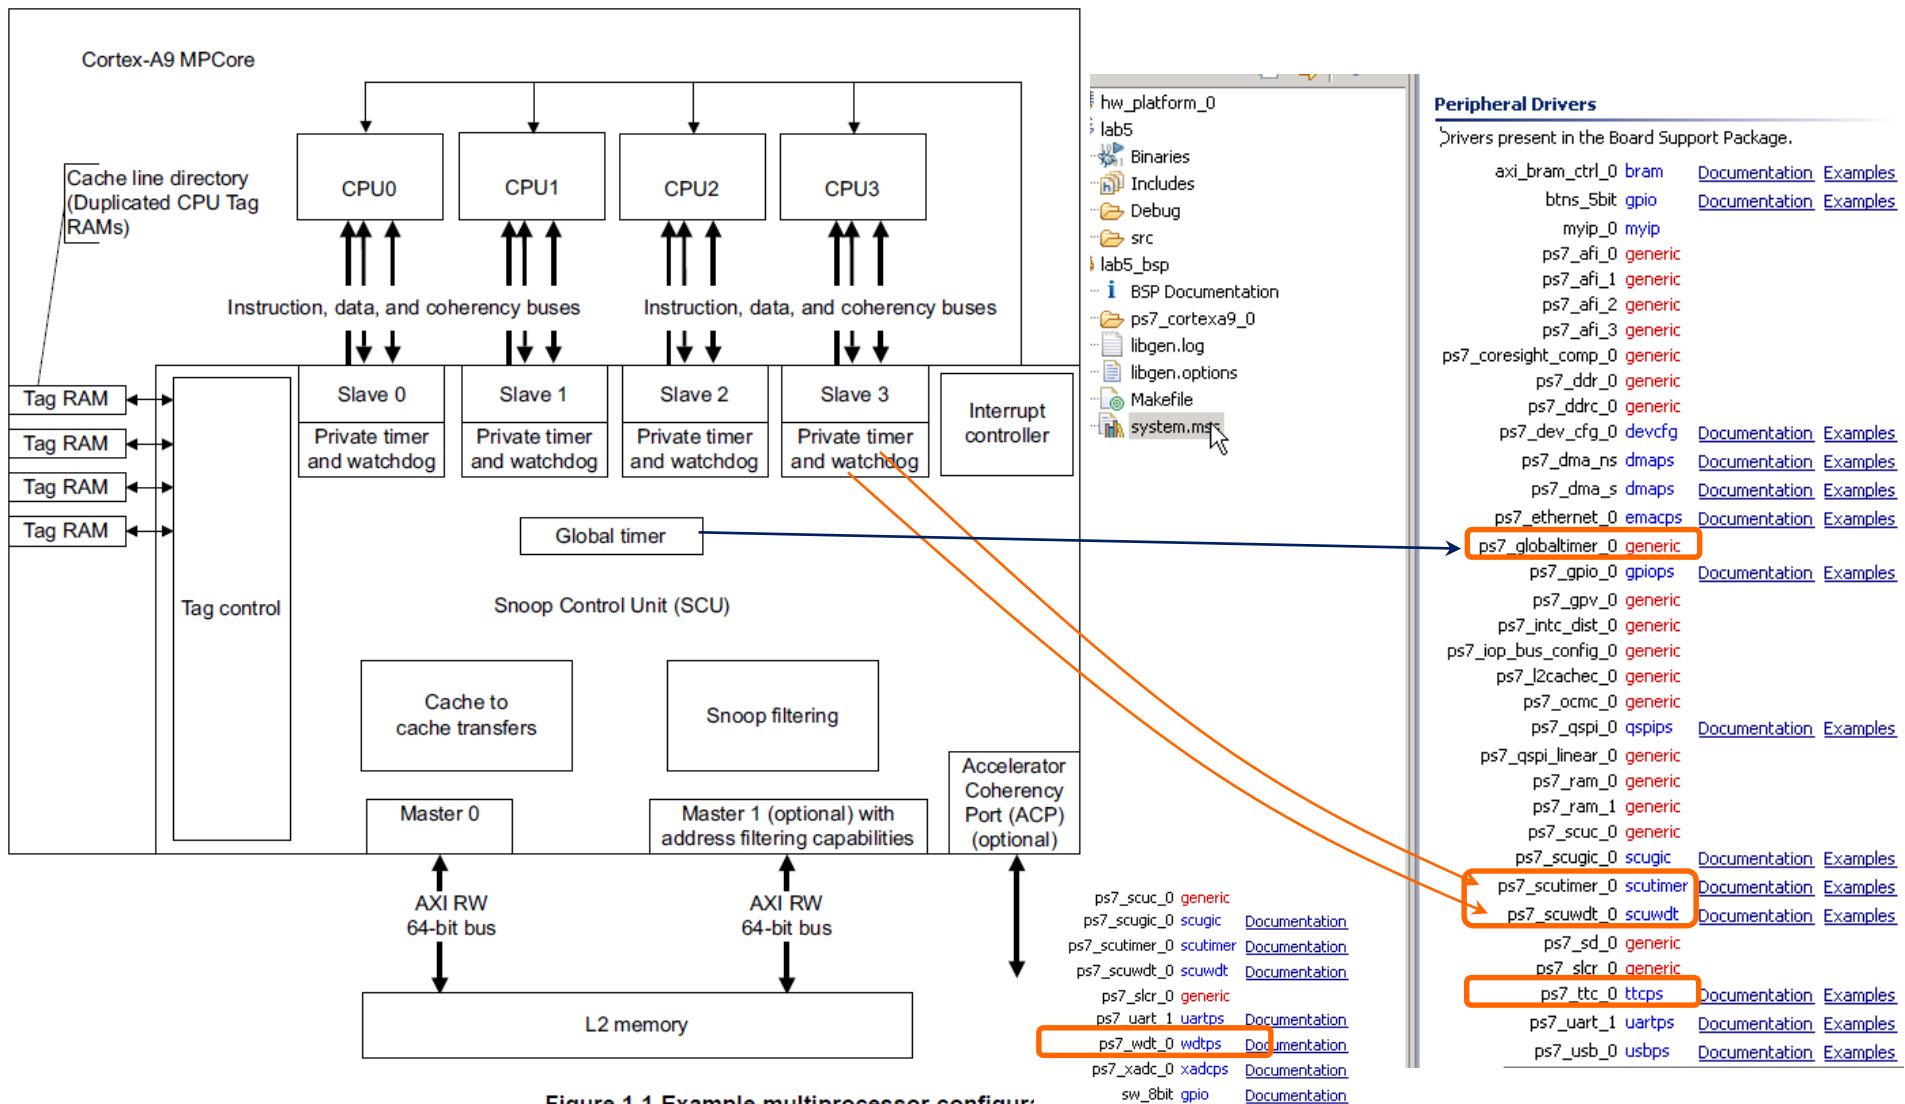 Cortex-A9 MPCore
Cache line directory
(Duplicated CPU Tag
RAMs)
CPU0
CPU1
CPU2
CPU3
Instruction, data, and coherency buses
Instruction, data, and coherency buses
Tag RAM
Tag RAM
Tag RAM
Tag RAM
Tag control
Slave 0
Private timer
and watchdog
Slave 1
Private timer
and watchdog
Slave 2
Private timer
and watchdog
Slave 3
Private timer
and watchdog
Interrupt
controller
Global timer
Snoop Control Unit (SCU)
Cache to
cache transfers
Snoop filtering
Master 0
Master 1 (optional) with
address filtering capabilities
Accelerator
Coherency
Port (ACP)
(optional)
AXI RW
64-bit bus
AXI RW
64-bit bus
L2 memory
Figure 1-1 Example multiprocessor
hw_platform_0
lab5
Binaries
Includes
Debug
src
lab5_bsp
BSP Documentation
ps7_cortexa9_0
libgen.log
libgen.options
Makefile
system.mss
ps7_scuc_0 generic
ps7_scugic_0 scugic Documentation
ps7_scutimer_0 scutimer Documentation
ps7_scuwdt_0 scuwdt Documentation
ps7_slcr_0 generic
ps7_uart_1 uartps Documentation
ps7_wdt_0 wdtps Documentation
ps7_xadc_0 xadcps Documentation
sw_8bit gpio Documentation
Peripheral Drivers
Drivers present in the Board Support Package.
axi_bram_ctrl_0 bram Documentation Examples
btns_5bit gpio Documentation Examples
myip_0 myip
ps7_afi_0 generic
ps7_afi_1 generic
ps7_afi_2 generic
ps7_afi_3 generic
ps7_coresight_comp_0 generic
ps7_ddr_0 generic
ps7_ddrc_0 generic
ps7_dev_cfg_0 devcfg Documentation Examples
ps7_dma_ns dmaps Documentation Examples
ps7_dma_s dmaps Documentation Examples
ps7_ethernet_0 emacps Documentation Examples
ps7_globaltimer_0 generic
ps7_gpio_0 gpiops Documentation Examples
ps7_gpv_0 generic
ps7_intc_dist_0 generic
ps7_iop_bus_config_0 generic
ps7_l2cachec_0 generic
ps7_ocmc_0 generic
ps7_qspi_0 qspips Documentation Examples
ps7_qspi_linear_0 generic
ps7_ram_0 generic
ps7_ram_1 generic
ps7_scuc_0 generic
ps7_scugic_0 scugic Documentation Examples
ps7_scutimer_0 scutimer Documentation Examples
ps7_scuwdt_0 scuwdt Documentation Examples
ps7_sd_0 generic
ps7_slcr_0 generic
ps7_ttc_0 ttcps Documentation Examples
ps7_uart_1 uartps Documentation Examples
ps7_usb_0 usbps Documentation Examples